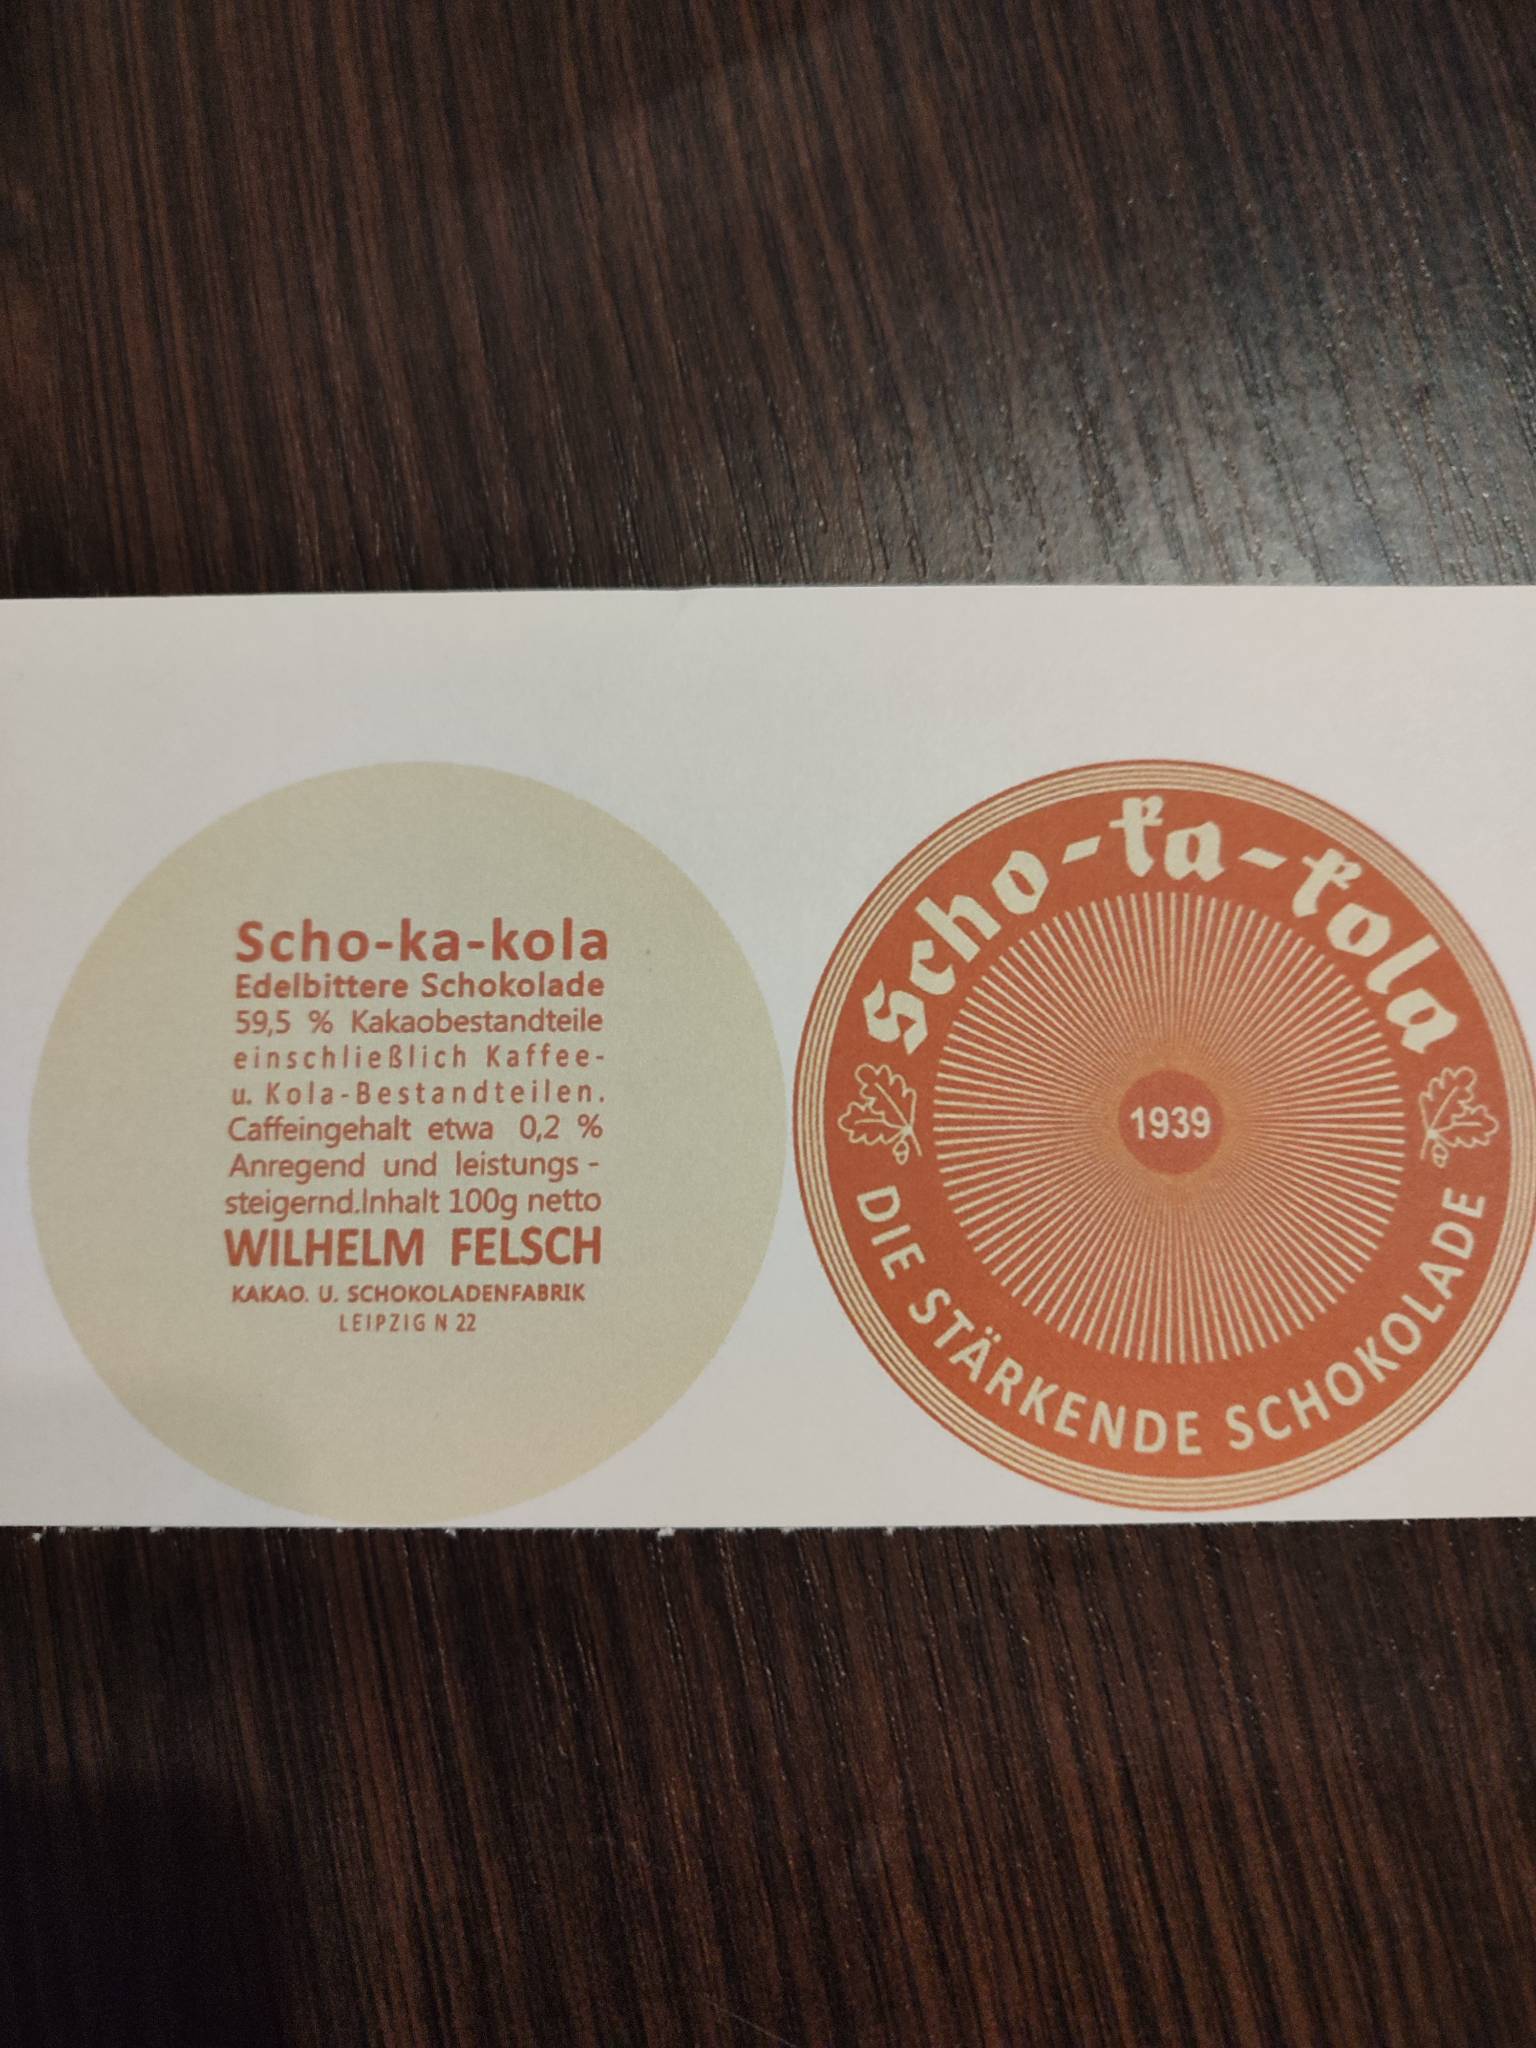 Scho-ka-kola
Edelbittere Schokolade
59,5 % Kakaobestandteile
einschließlich Kaffee-
u. Kola-Bestandteilen.
Caffeingehalt etwa 0,2 %
Anregend und leistungs -
steigernd.Inhalt 100g netto
WILHELM FELSCH
KAKAO. U. SCHOKOLADENFABRIK
LEIPZIG N 22
Scho-ka-kola
1939
DIE STÄRKENDE SCHOKOLADE